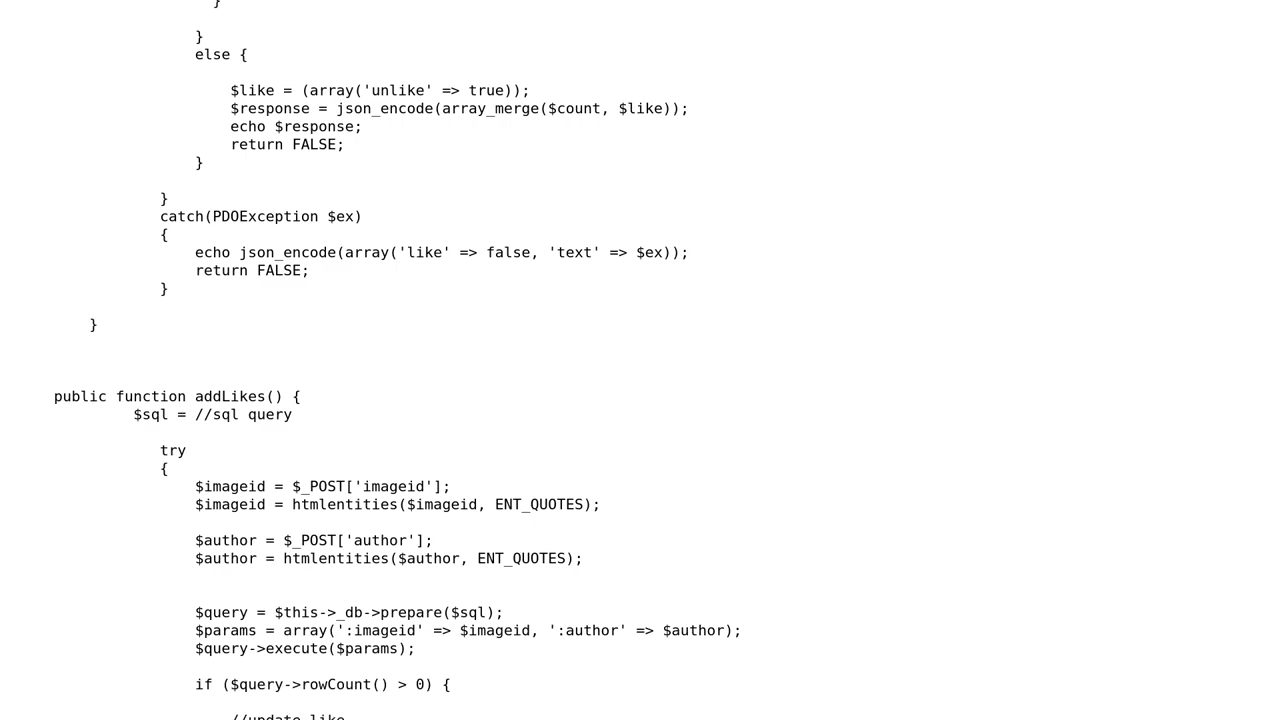 }
}
else {
$like = (array('unlike' => true));
$response = json_encode(array_merge($count, $like));
echo $response;
return FALSE;
}
}
catch(PDOException $ex)
{
echo json_encode(array('like' => false, 'text' => $ex));
return FALSE;
}
}
public function addLikes() {
$sql = //sql query
try
{
$imageid = $_POST['imageid'];
$imageid = htmlentities($imageid, ENT_QUOTES);
$author = $_POST['author'];
$author = htmlentities($author, ENT_QUOTES);
$query = $this->_db->prepare($sql);
$params = array(':imageid' => $imageid, ':author' => $author);
$query->execute($params);
if ($query->rowCount() > 0) {
//update like